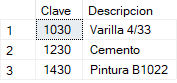 Clave Descripcion
1 1030 Varilla 4/33
2 1230 Cemento
3 1430 Pintura B1022